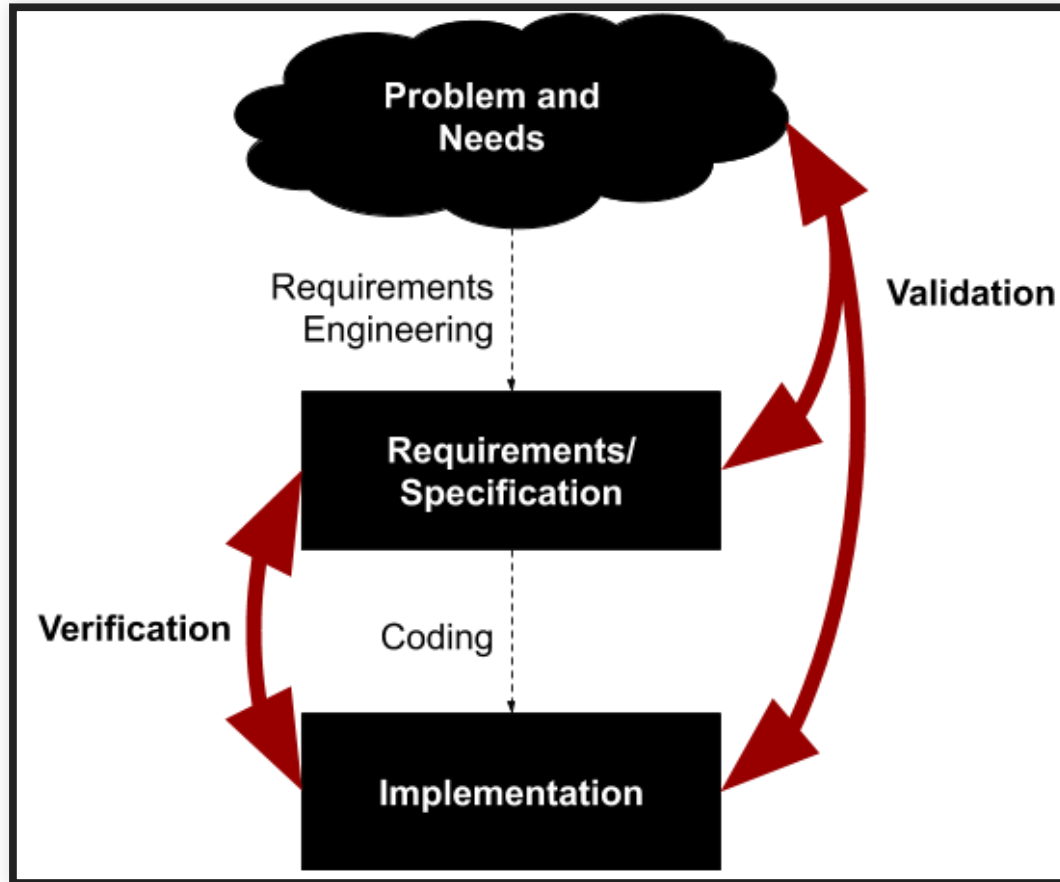 Problem and
Needs
Requirements
Engineering
Validation
Requirements/
Specification
Verification
Coding
Implementation